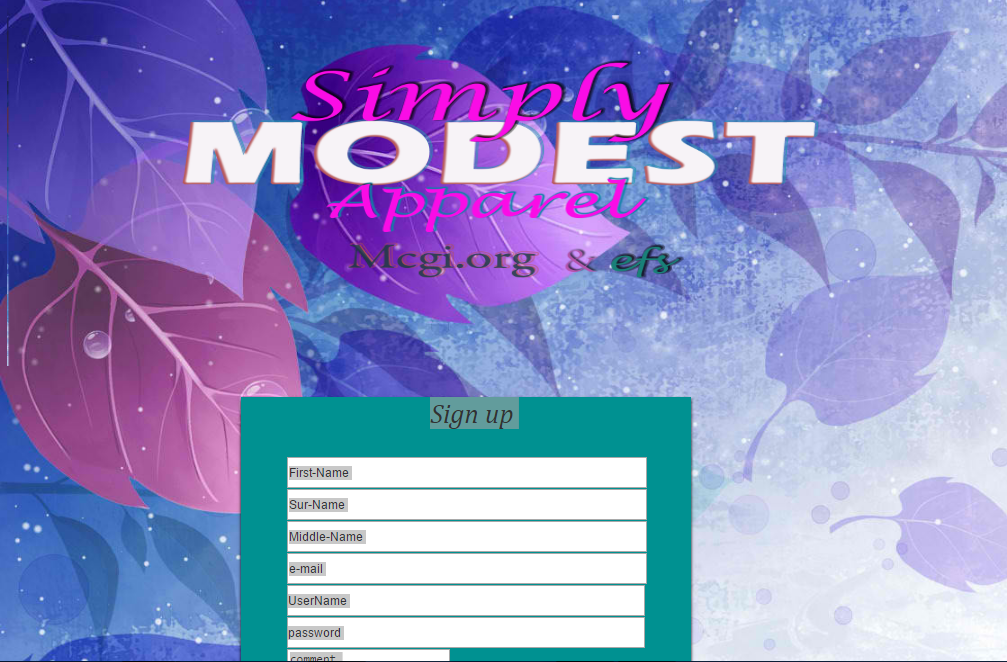 Simply
MODEST
Apparel
Mcgi.org & efs
Sign up
First-Name
Sur-Name
Middle-Name
e-mail
UserName
password
comment